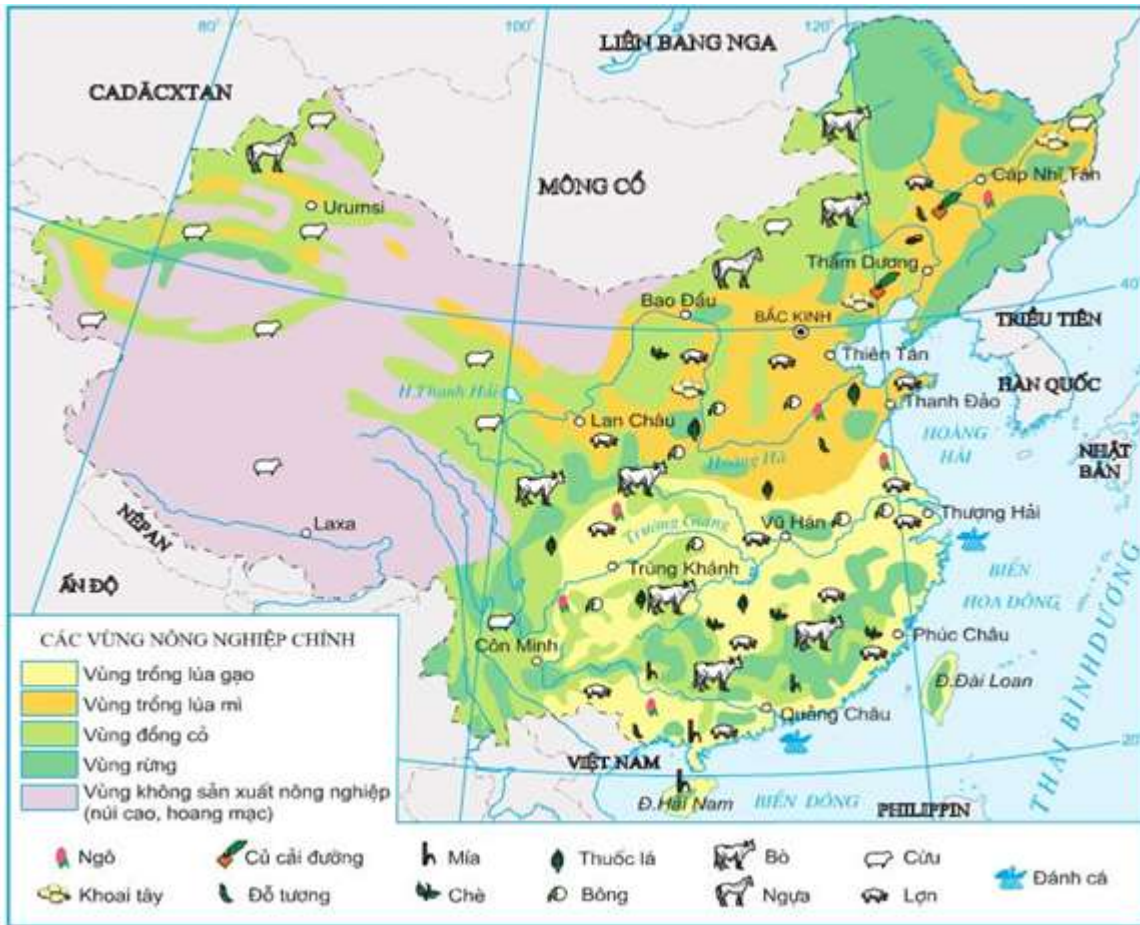 80°
100°
120°
LIÊN BANG NGA
CADĂCXTAN
MÔNG CỔ
Cáp Nhĩ Tân
Urumsi
Thẩm Dương
40°
Bao Đầu
BẮC KINH
TRIỀU TIÊN
Thiên Tân
H.Thanh Hải
HÀN QUỐC
Lan Châu
Thanh Đảo
HOÀNG
HẢI
NHẬT
BẢN
Hoàng Hà
NÊPAN
Laxa
Trường Giang
Vũ Hán
Thượng Hải
Trùng Khánh
BIỂN
HOA ĐÔNG
ẤN ĐỘ
Côn Minh
Phúc Châu
Đ.Đài Loan
Quảng Châu
THÁI BÌNH DƯƠNG
20°
VIỆT NAM
Đ.Hải Nam
BIỂN ĐÔNG
PHILIPPIN
CÁC VÙNG NÔNG NGHIỆP CHÍNH
Vùng trồng lúa gạo
Vùng trồng lúa mì
Vùng đồng cỏ
Vùng rừng
Vùng không sản xuất nông nghiệp
(núi cao, hoang mạc)
Ngô
Củ cải đường
Mía
Thuốc lá
Bò
Cừu
Đánh cá
Khoai tây
Đỗ tương
Chè
Bông
Ngựa
Lợn